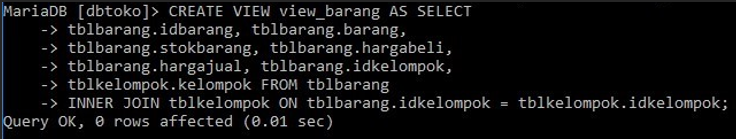 MariaDB [dbtoko]> CREATE VIEW view_barang AS SELECT
-> tblbarang.idbarang, tblbarang.barang,
-> tblbarang.stokbarang, tblbarang.hargabeli,
-> tblbarang.hargajual, tblbarang.idkelompok,
-> tblkelompok.kelompok FROM tblbarang
-> INNER JOIN tblkelompok ON tblbarang.idkelompok = tblkelompok.idkelompok;
Query OK, 0 rows affected (0.01 sec)